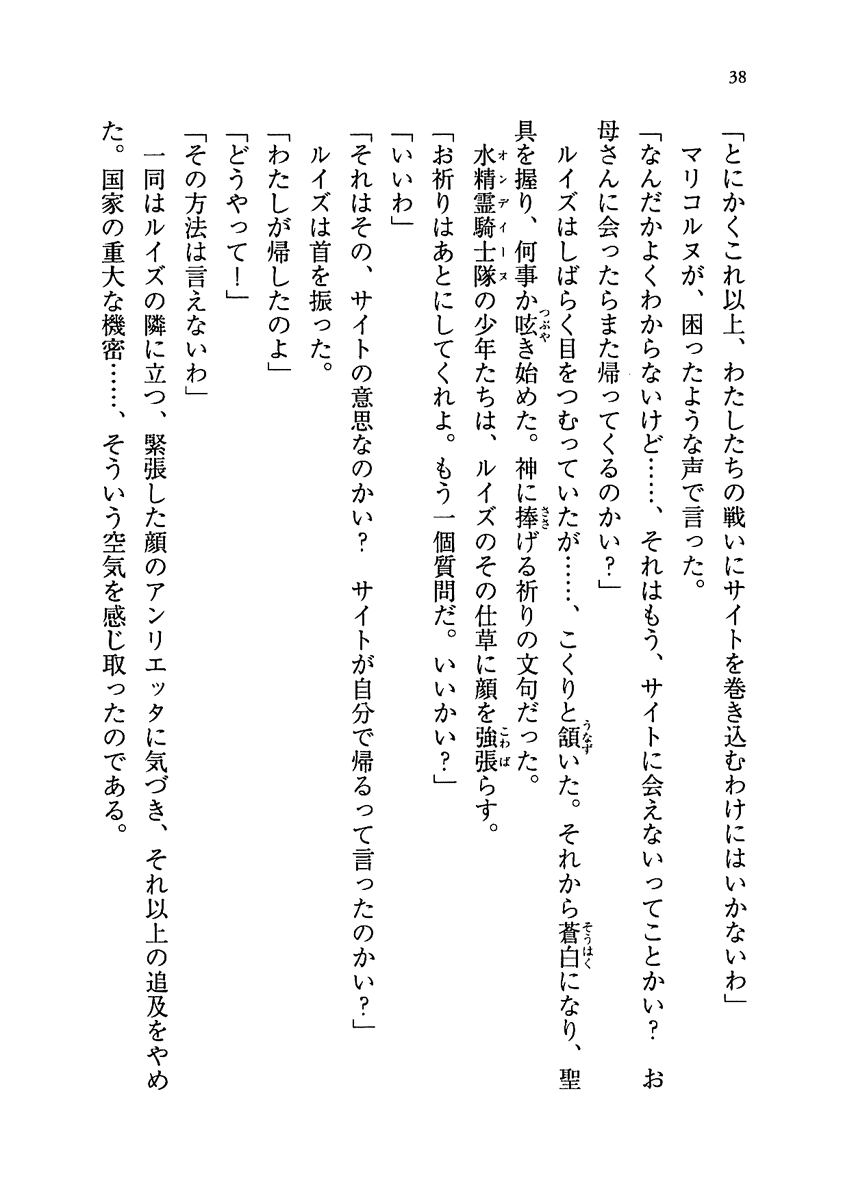 38
「とにかくこれ以上、わたしたちの戦いにサイトを巻き込むわけにはいかないわ」
マリコルヌが、困ったような声で言った。
「なんだかよくわからないけど……、それはもう、サイトに会えないってことかい？　お
母さんに会ったらまた帰ってくるのかい？」
ルイズはしばらく目をつむっていたが……、こくりと頷いた。それから蒼白になり、聖
具を握り、何事か呟き始めた。神に捧げる祈りの文句だった。
水精霊騎士隊の少年たちは、ルイズのその仕草に顔を強張らす。
「お祈りはあとにしてくれよ。もう一個質問だ。いいかい？」
「いいわ」
「それはその、サイトの意思なのかい？　サイトが自分で帰るって言ったのかい？」
ルイズは首を振った。
「わたしが帰したのよ」
「どうやって！」
「その方法は言えないわ」
一同はルイズの隣に立つ、緊張した顔のアンリエッタに気づき、それ以上の追及をやめ
た。国家の重大な機密……、そういう空気を感じ取ったのである。